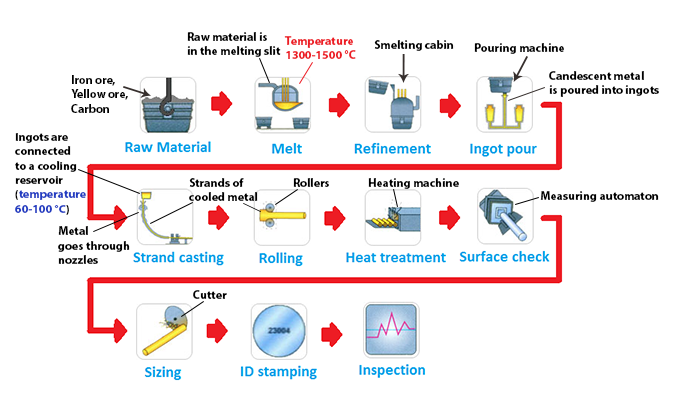 Raw material is
in the melting slit
Temperature
1300-1500 °C
Smelting cabin
Pouring machine
Iron ore,
Yellow ore,
Carbon
Candescent metal
is poured into ingots
Raw Material
Melt
Refinement
Ingot pour
Ingots are
connected
to a cooling
reservoir
(temperature
60-100 °C)
Strands of
cooled metal
Rollers
Heating machine
Measuring automaton
Metal
goes through
nozzles
Strand casting
Rolling
Heat treatment
Surface check
Cutter
23004
Sizing
ID stamping
Inspection